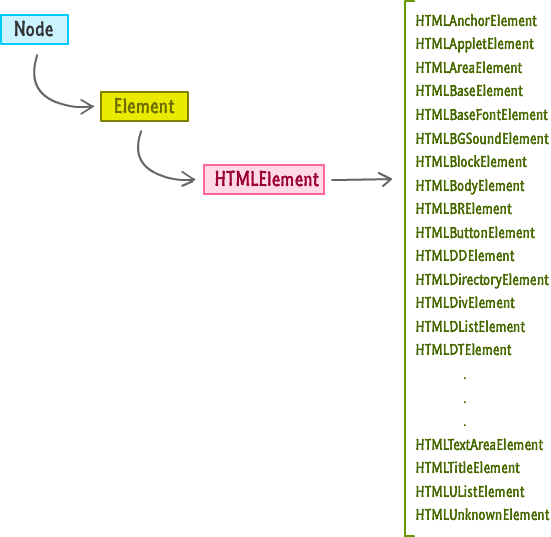 Node
Element
HTMLElement
HTMLAnchorElement
HTMLAppletElement
HTMLAreaElement
HTMLBaseElement
HTMLBaseFontElement
HTMLBGSoundElement
HTMLBlockElement
HTMLBodyElement
HTMLBRElement
HTMLButtonElement
HTMLDDElement
HTMLDirectoryElement
HTMLDivElement
HTMLDListElement
HTMLDTElement
.
.
.
HTMLTextAreaElement
HTMLTitleElement
HTMLUListElement
HTMLUnknownElement